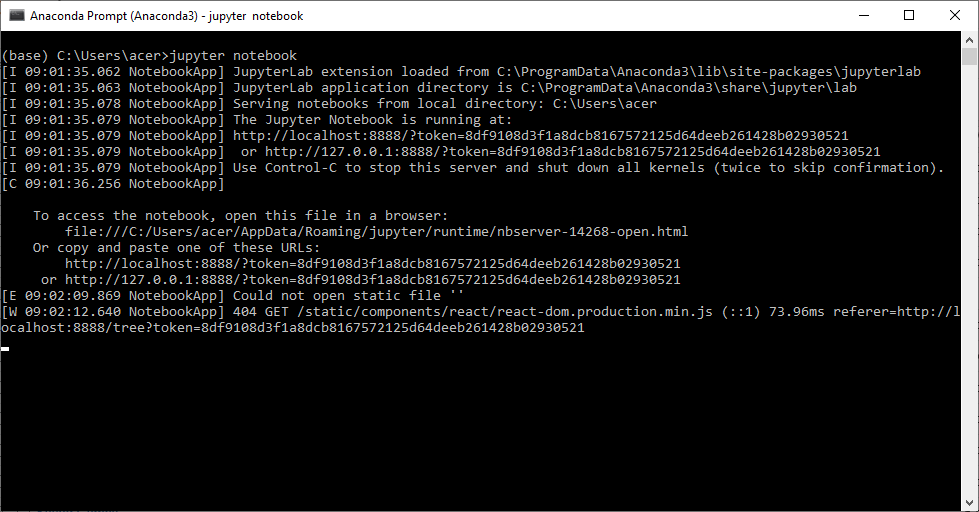 Anaconda Prompt (Anaconda3) - jupyter notebook
(base) C:\Users\acer>jupyter notebook
[I 09:01:35.062 NotebookApp] JupyterLab extension loaded from C:\ProgramData\Anaconda3\lib\site-packages\jupyterlab
[I 09:01:35.063 NotebookApp] JupyterLab application directory is C:\ProgramData\Anaconda3\share\jupyter\lab
[I 09:01:35.078 NotebookApp] Serving notebooks from local directory: C:\Users\acer
[I 09:01:35.079 NotebookApp] The Jupyter Notebook is running at:
[I 09:01:35.079 NotebookApp] http://localhost:8888/?token=8df9108d3f1a8dcb8167572125d64deeb261428b02930521
[I 09:01:35.079 NotebookApp]  or http://127.0.0.1:8888/?token=8df9108d3f1a8dcb8167572125d64deeb261428b02930521
[I 09:01:35.079 NotebookApp] Use Control-C to stop this server and shut down all kernels (twice to skip confirmation).
[C 09:01:36.256 NotebookApp]
    To access the notebook, open this file in a browser:
        file:///C:/Users/acer/AppData/Roaming/jupyter/runtime/nbserver-14268-open.html
    Or copy and paste one of these URLs:
        http://localhost:8888/?token=8df9108d3f1a8dcb8167572125d64deeb261428b02930521
     or http://127.0.0.1:8888/?token=8df9108d3f1a8dcb8167572125d64deeb261428b02930521
[E 09:02:09.869 NotebookApp] Could not open static file ''
[W 09:02:12.640 NotebookApp] 404 GET /static/components/react/react-dom.production.min.js (::1) 73.96ms referer=http://l
ocalhost:8888/tree?token=8df9108d3f1a8dcb8167572125d64deeb261428b02930521